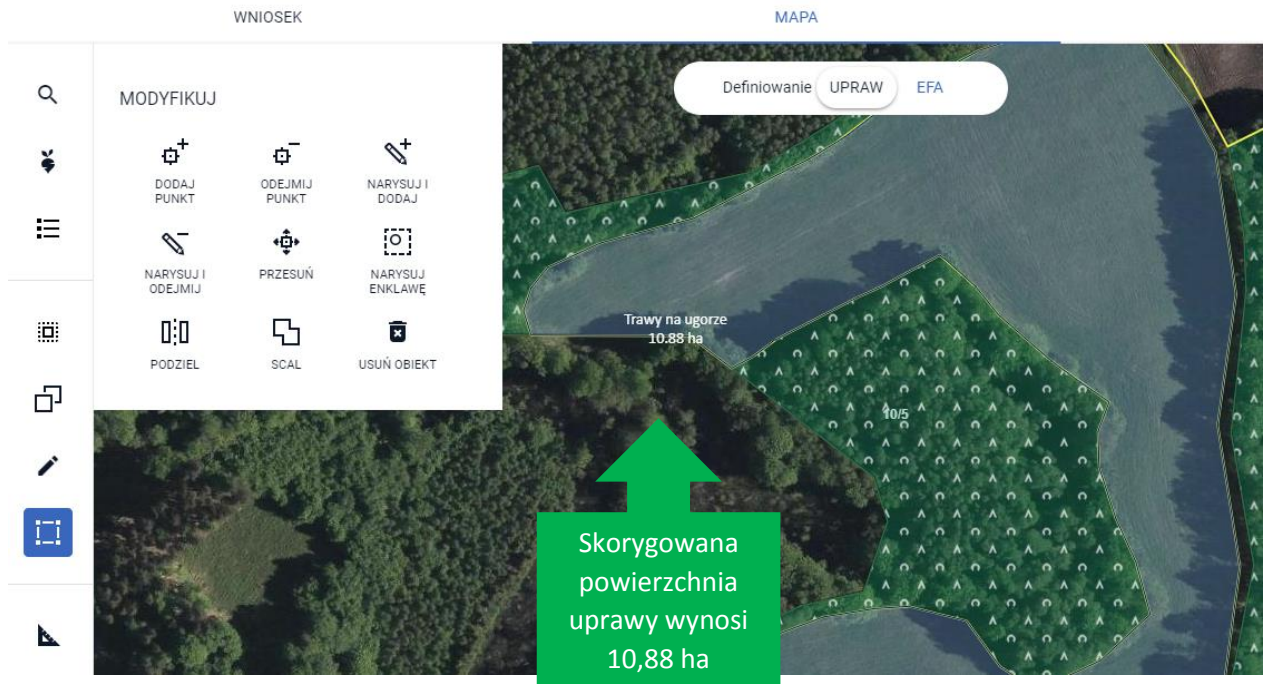 WNIOSEK
MAPA
MODYFIKUJ
DODAJ
PUNKT
ODEJMIJ
PUNKT
NARYSUJ I
DODAJ
NARYSUJ I
ODEJMIJ
PRZESUŃ
NARYSUJ
ENKLAWĘ
PODZIEL
SCAL
USUŃ OBIEKT
Definiowanie UPRAW EFA
Trawy na ugorze
10.88 ha
10/5
Skorygowana
powierzchnia
uprawy wynosi
10,88 ha